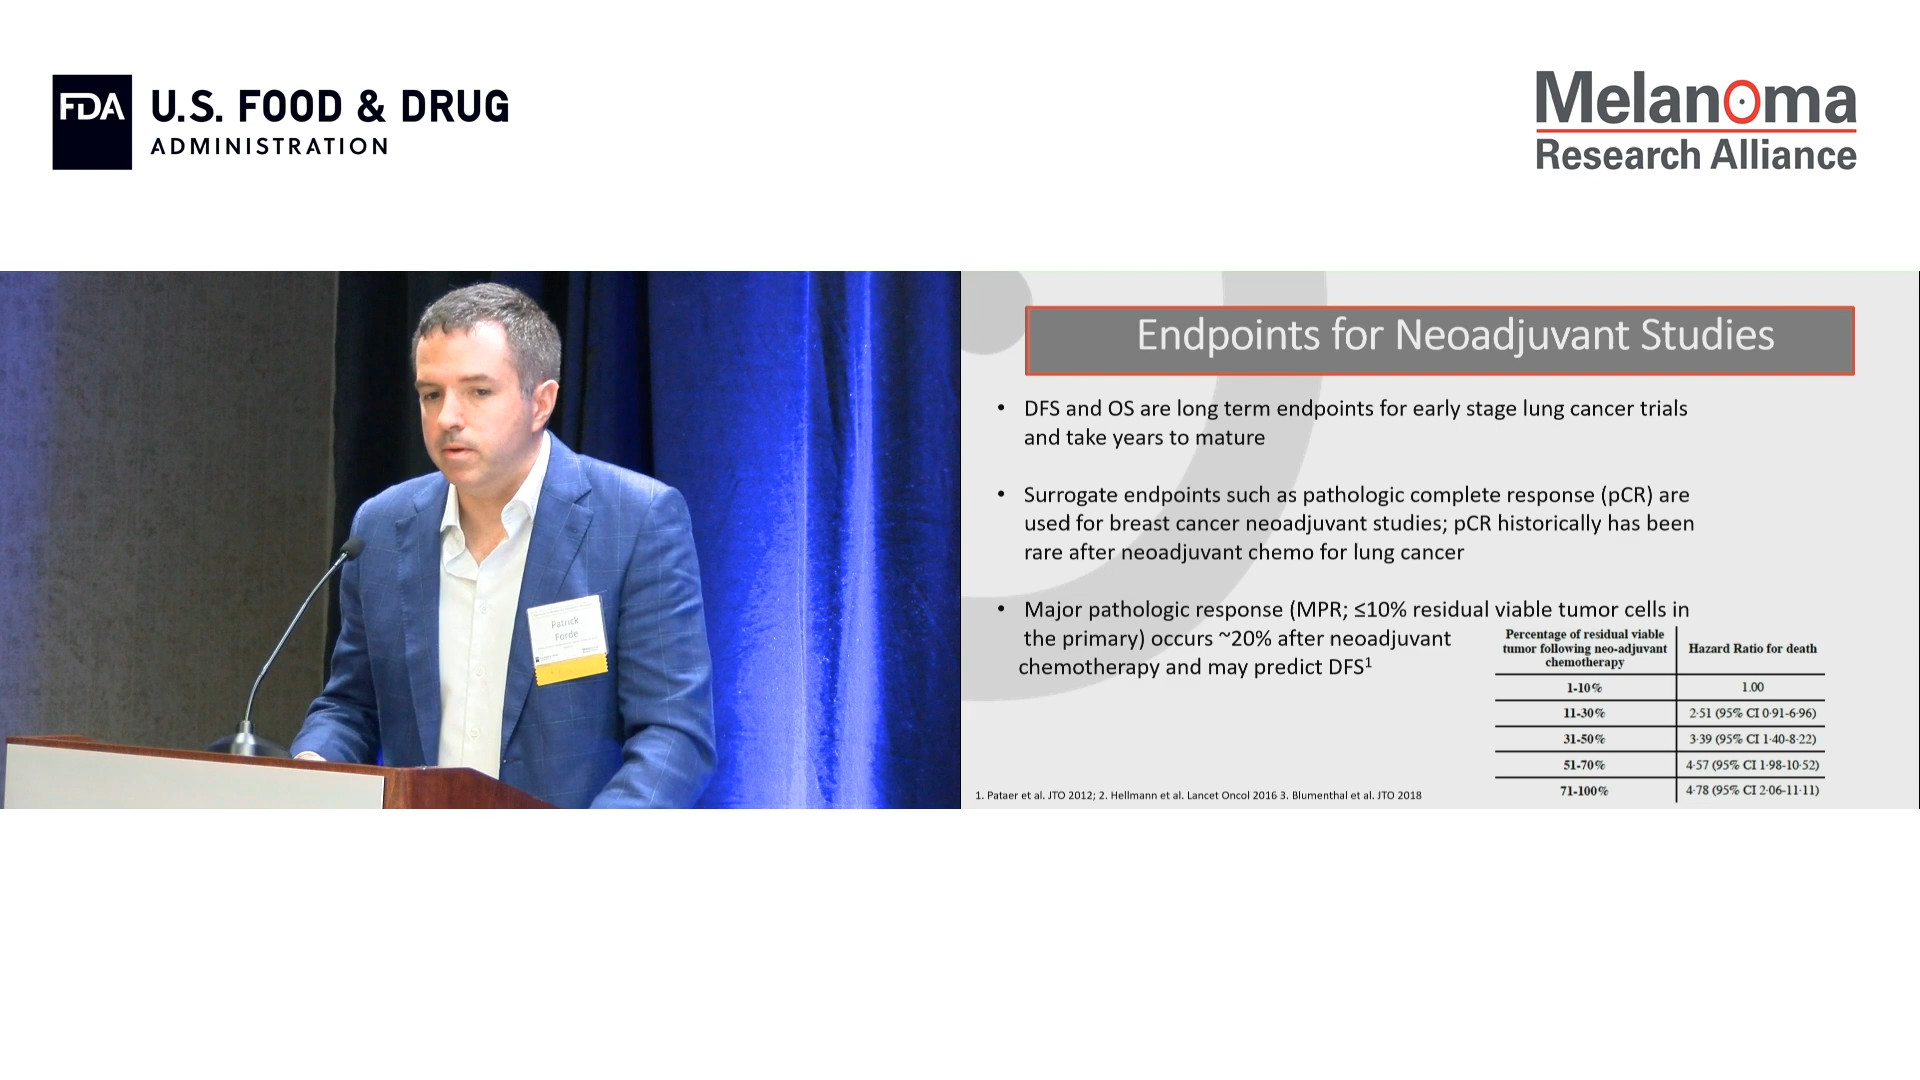 FDA U.S. FOOD & DRUG
ADMINISTRATION
Melanoma
Research Alliance
Patrick
Forde
Endpoints for Neoadjuvant Studies
• DFS and OS are long term endpoints for early stage lung cancer trials
and take years to mature
• Surrogate endpoints such as pathologic complete response (pCR) are
used for breast cancer neoadjuvant studies; pCR historically has been
rare after neoadjuvant chemo for lung cancer
• Major pathologic response (MPR; ≤10% residual viable tumor cells in
the primary) occurs ~20% after neoadjuvant
chemotherapy and may predict DFS¹
Percentage of residual viable
tumor following neo-adjuvant
chemotherapy
Hazard Ratio for death
1-10% 1.00
11-30% 2·51 (95% CI 0·91-6·96)
31-50% 3·39 (95% CI 1·40-8·22)
51-70% 4·57 (95% CI 1·98-10·52)
71-100% 4·78 (95% CI 2·06-11·11)
1. Pataer et al. JTO 2012; 2. Hellmann et al. Lancet Oncol 2016 3. Blumenthal et al. JTO 2018